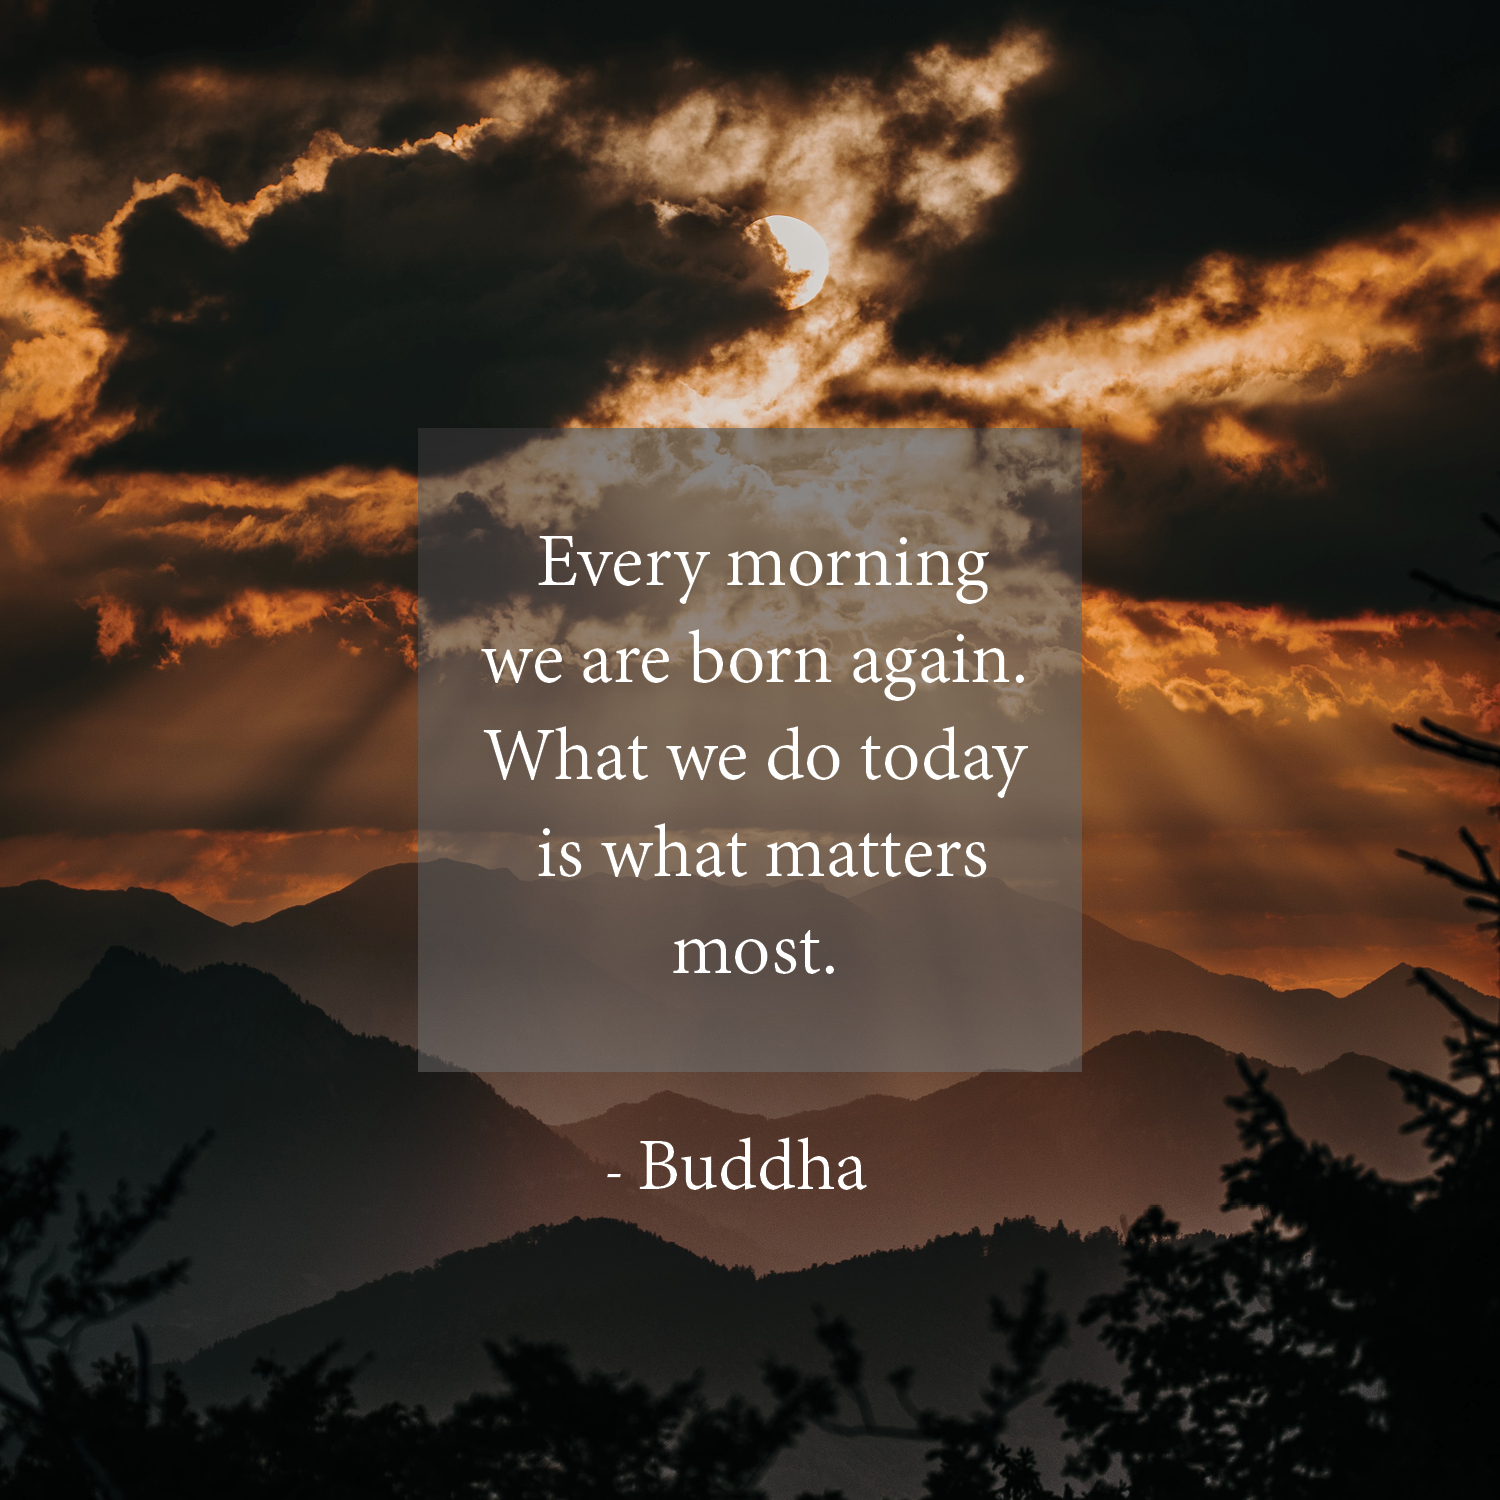 Every morning
we are born again.
What we do today
is what matters
most.
- Buddha